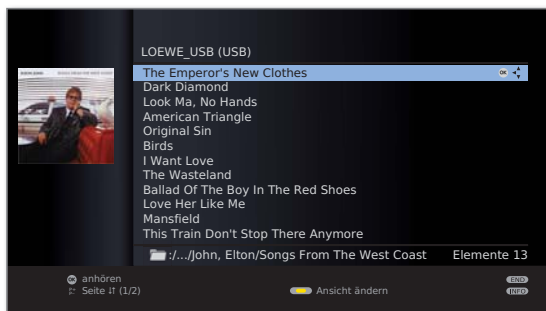 LOEWE_USB (USB)
The Emperor's New Clothes
OK
Dark Diamond
Look Ma, No Hands
American Triangle
Original Sin
Birds
I Want Love
The Wasteland
Ballad Of The Boy In The Red Shoes
Love Her Like Me
Mansfield
This Train Don't Stop There Anymore
:/.../John, Elton/Songs From The West Coast Elemente 13
OK anhören
END
Seite ↓↑ (1/2)
Ansicht ändern
INFO